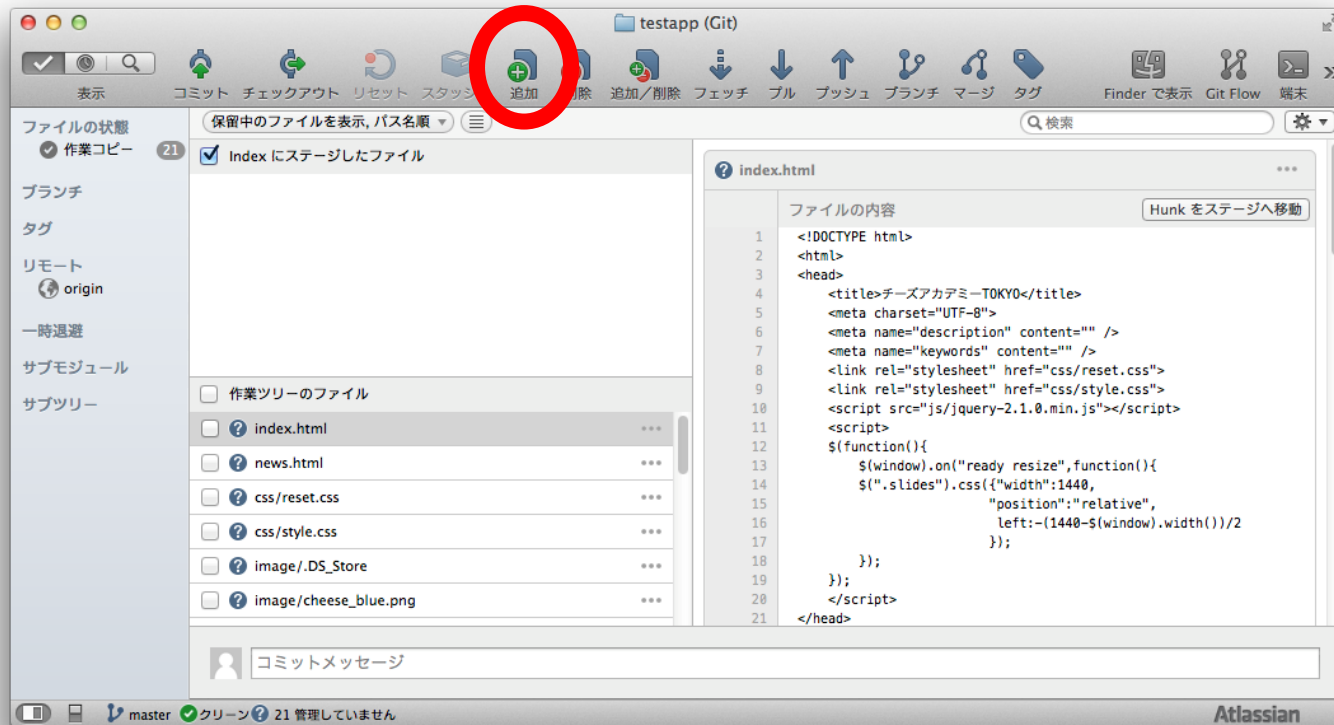 testapp (Git)
表示
コミット
チェックアウト
リセット
スタッシュ
追加
削除
追加／削除
フェッチ
プル
プッシュ
ブランチ
マージ
タグ
Finder で表示
Git Flow
端末
ファイルの状態
作業コピー
21
ブランチ
タグ
リモート
origin
一時退避
サブモジュール
サブツリー
保留中のファイルを表示, パス名順
検索
Index にステージしたファイル
作業ツリーのファイル
index.html
news.html
css/reset.css
css/style.css
image/.DS_Store
image/cheese_blue.png
index.html
ファイルの内容
Hunk をステージへ移動
1 <!DOCTYPE html>
2 <html>
3 <head>
4 <title>チーズアカデミーTOKYO</title>
5 <meta charset="UTF-8">
6 <meta name="description" content="" />
7 <meta name="keywords" content="" />
8 <link rel="stylesheet" href="css/reset.css">
9 <link rel="stylesheet" href="css/style.css">
10 <script src="js/jquery-2.1.0.min.js"></script>
11 <script>
12 $(function(){
13 $(window).on("ready resize",function(){
14 $(".slides").css({"width":1440,
15 "position":"relative",
16 left:-(1440-$(window).width())/2
17 });
18 });
19 });
20 </script>
21 </head>
コミットメッセージ
master
クリーン
21 管理していません
Atlassian